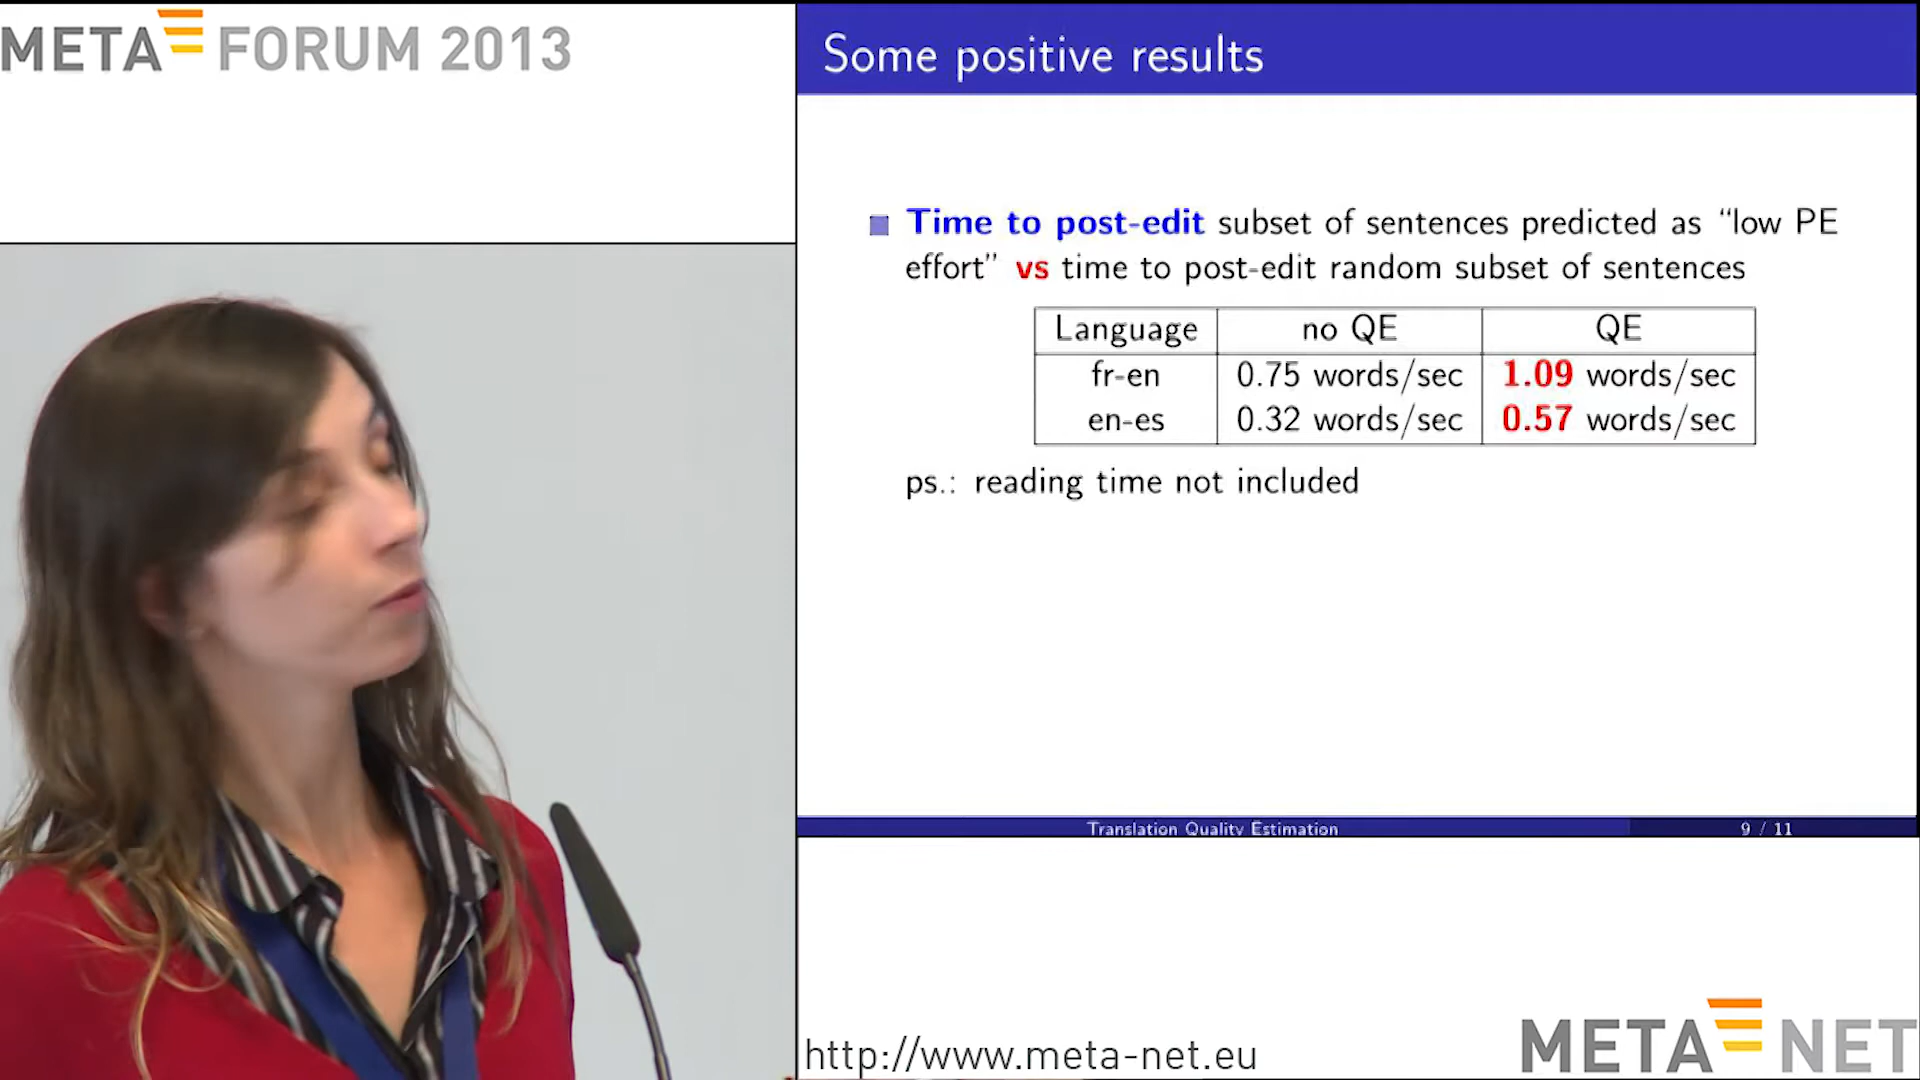 META FORUM 2013
Some positive results
Time to post-edit subset of sentences predicted as “low PE
effort” vs time to post-edit random subset of sentences
Language no QE QE
fr-en 0.75 words/sec 1.09 words/sec
en-es 0.32 words/sec 0.57 words/sec
ps.: reading time not included
Translation Quality Estimation 9 / 11
http://www.meta-net.eu
META NET